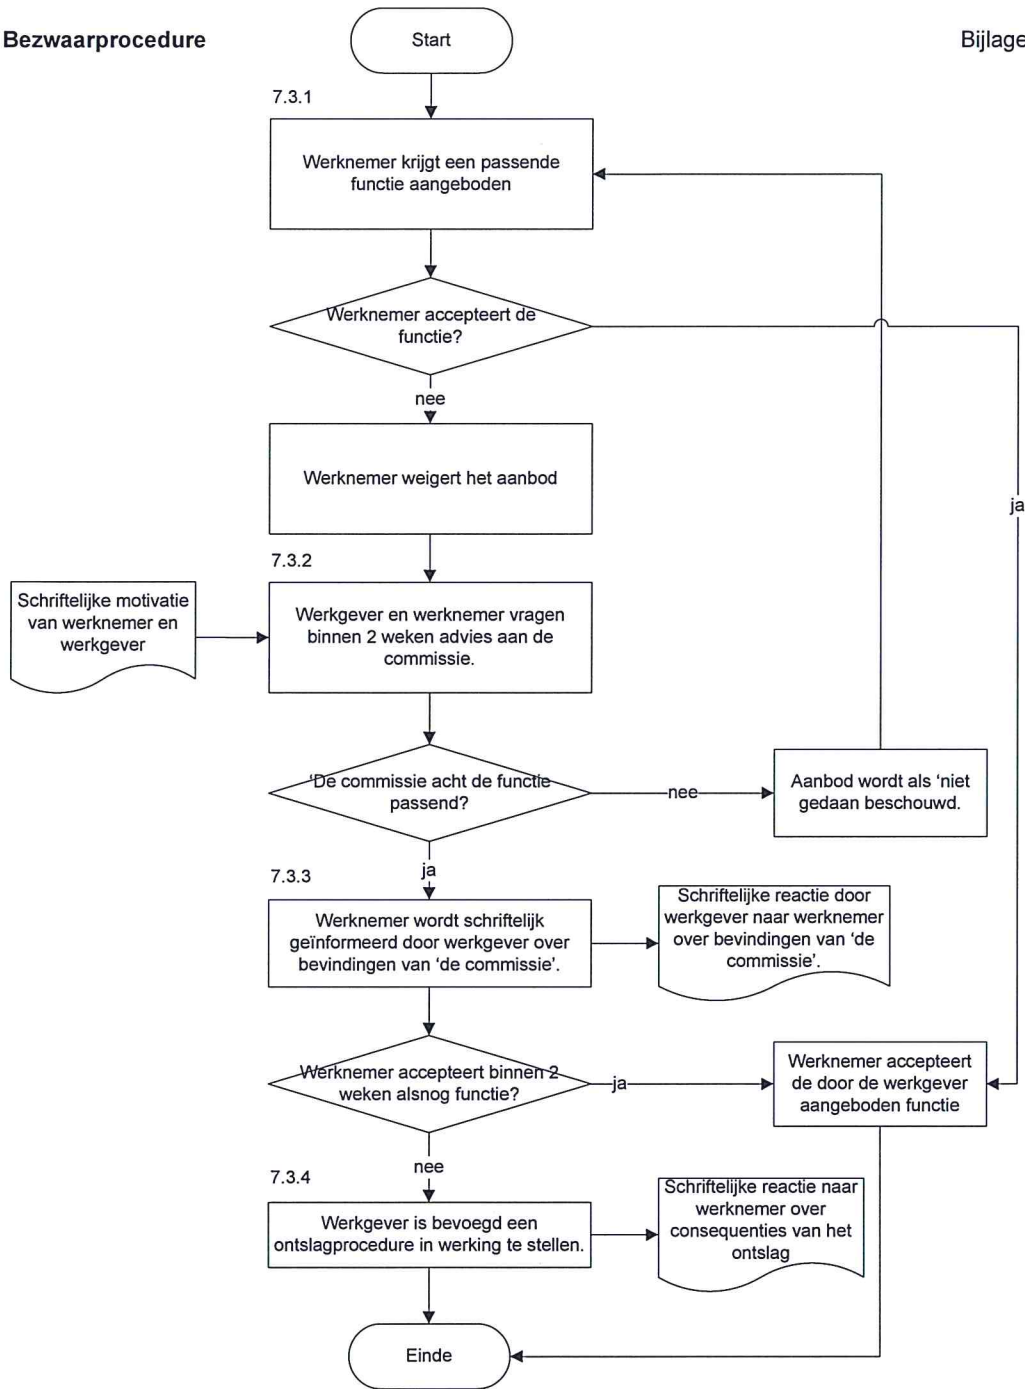 Bezwaarprocedure
Start
Bijlage
7.3.1
Werknemer krijgt een passende
functie aangeboden
Werknemer accepteert de
functie?
nee
ja
Werknemer weigert het aanbod
7.3.2
Schriftelijke motivatie
van werknemer en
werkgever
Werkgever en werknemer vragen
binnen 2 weken advies aan de
commissie.
‘De commissie acht de functie
passend?
nee
Aanbod wordt als ‘niet
gedaan beschouwd.
ja
7.3.3
Werknemer wordt schriftelijk
geïnformeerd door werkgever over
bevindingen van ‘de commissie’.
Schriftelijke reactie door
werkgever naar werknemer
over bevindingen van ‘de
commissie’.
Werknemer accepteert binnen 2
weken alsnog functie?
ja
Werknemer accepteert
de door de werkgever
aangeboden functie
nee
7.3.4
Werkgever is bevoegd een
ontslagprocedure in werking te stellen.
Schriftelijke reactie naar
werknemer over
consequenties van het
ontslag
Einde